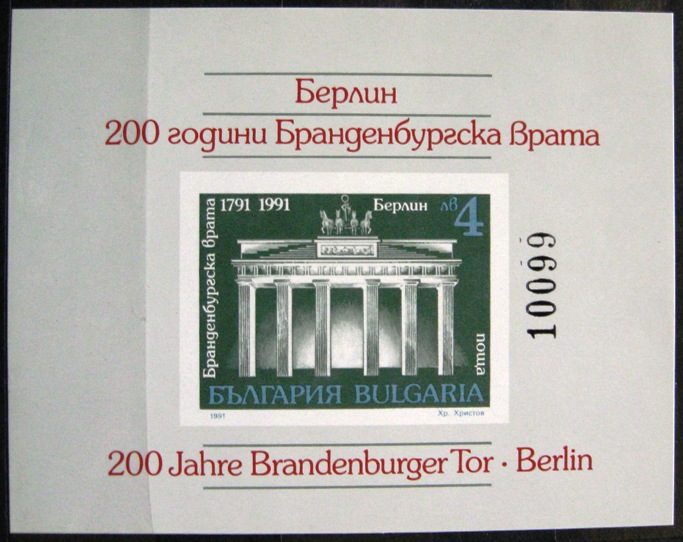 Берлин
200 години Бранденбургска врата
Бранденбургска врата
1791 1991
Берлин
лв 4
поща
БЪЛГАРИЯ BULGARIA
1991
Хр. Христов
10099
200 Jahre Brandenburger Tor · Berlin